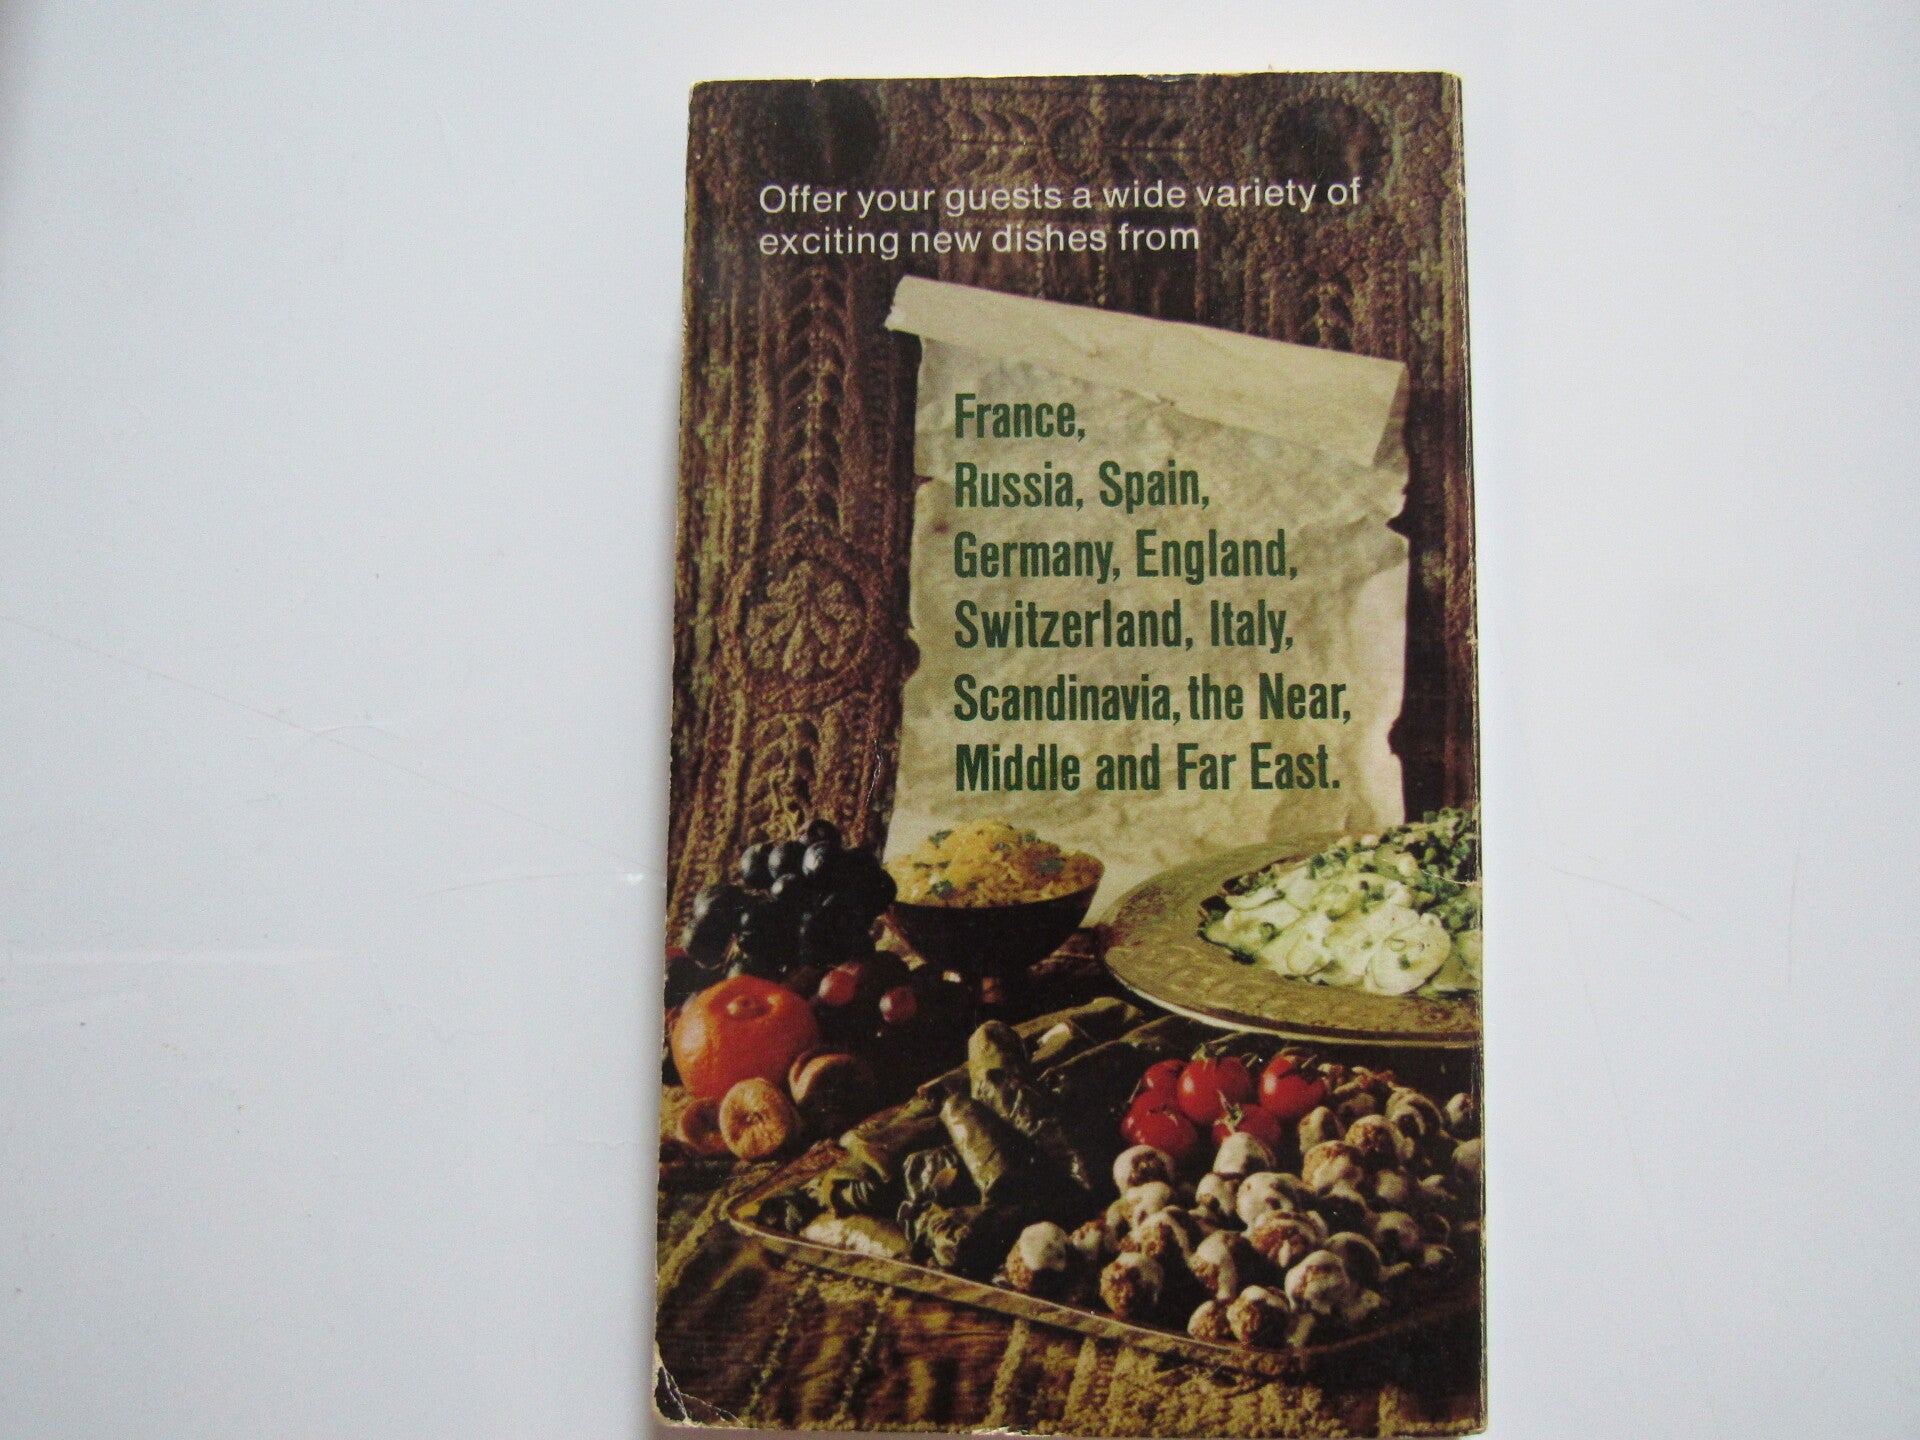 Offer your guests a wide variety of
exciting new dishes from
France,
Russia, Spain,
Germany, England,
Switzerland, Italy,
Scandinavia, the Near,
Middle and Far East.